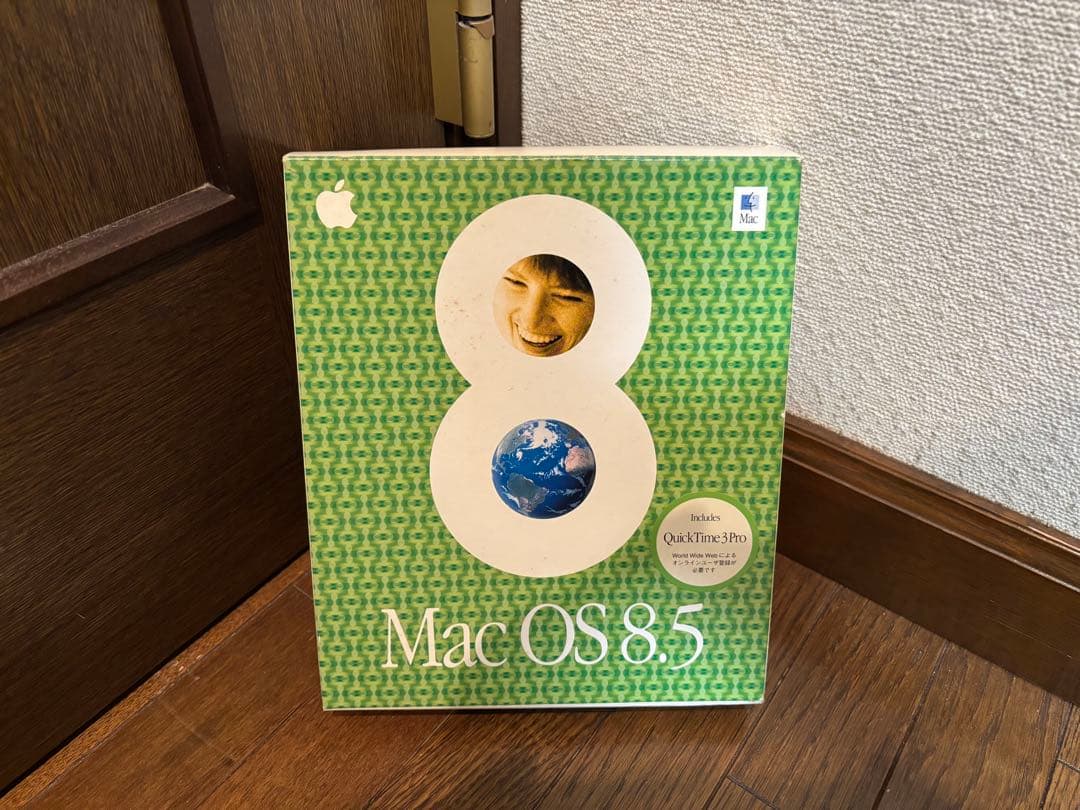 Mac
8
Includes
QuickTime 3 Pro
World Wide Webによる
オンラインユーザ登録が
必要です
Mac OS 8.5